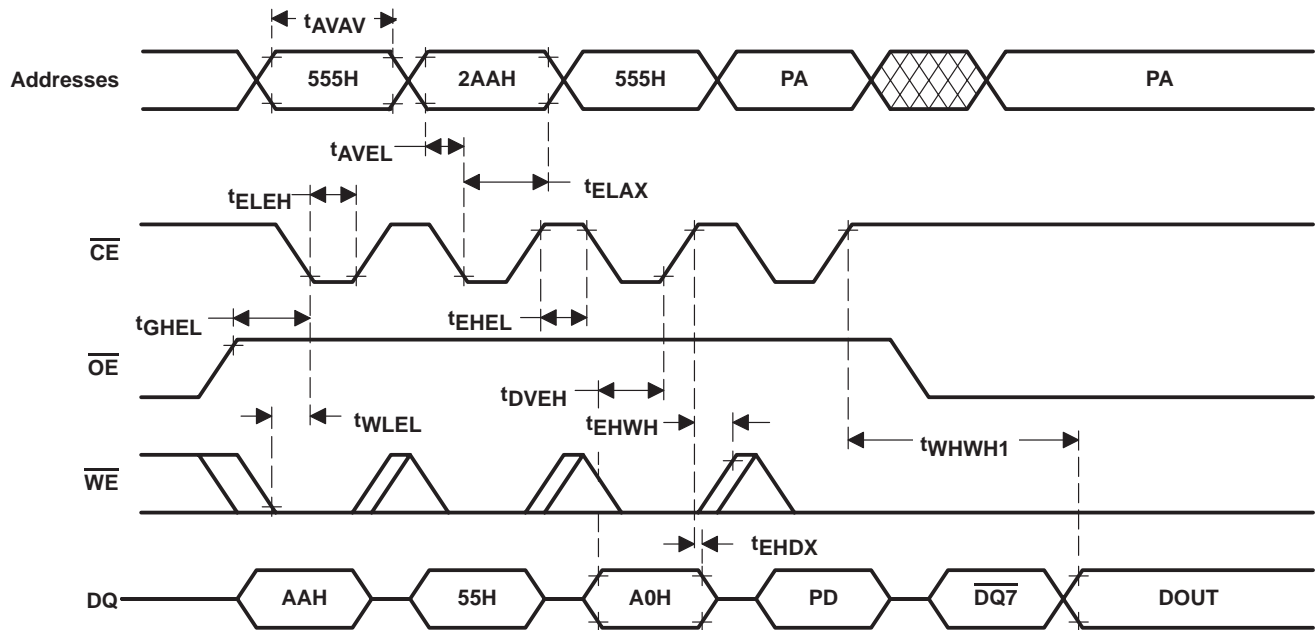 tAVAV
Addresses 555H 2AAH 555H PA PA
tAVEL
tELEH tELAX
CE
tGHEL tEHEL
OE
tDVEH
tWLEL tEHWH tWHWH1
WE
tEHDX
DQ AAH 55H A0H PD DQ7 DOUT